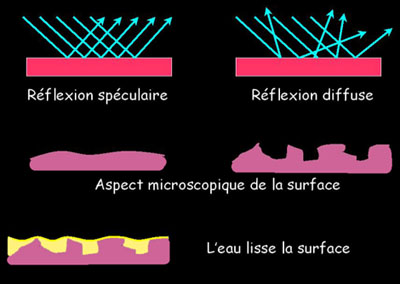 Réflexion spéculaire
Réflexion diffuse
Aspect microscopique de la surface
L'eau lisse la surface